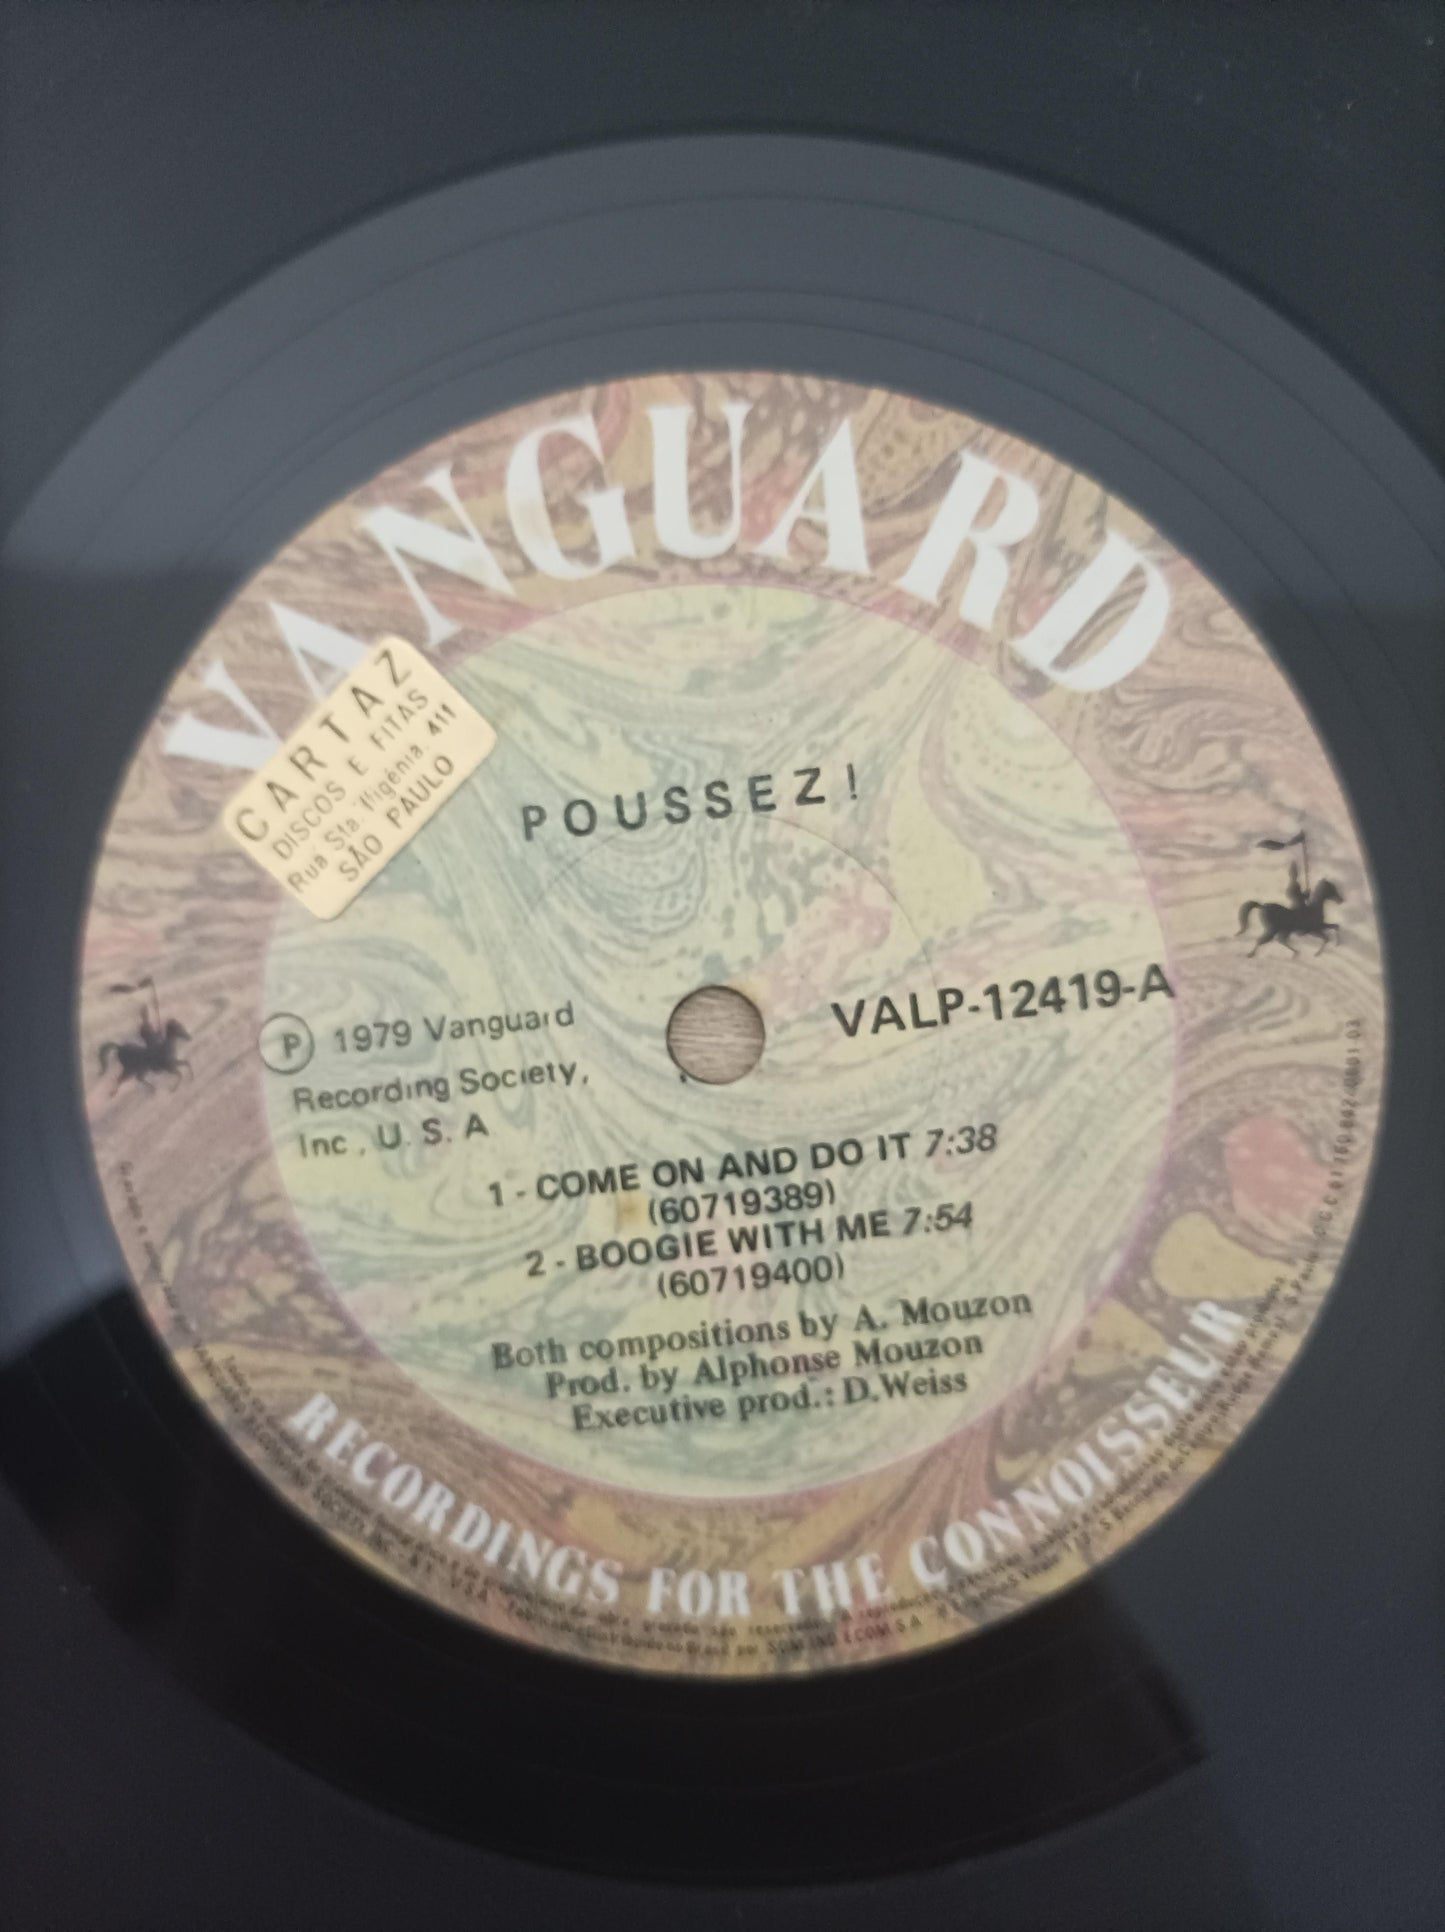 VANGUARD
CARTAZ
DISCOS E FITAS
Rua Sta. Ifigênia, 411
SÃO PAULO
POUSSEZ!
Ⓟ 1979 Vanguard
Recording Society,
Inc, U. S. A
VALP-12419-A
1 - COME ON AND DO IT 7:38
(60719389)
2 - BOOGIE WITH ME 7:54
(60719400)
Both compositions by A. Mouzon
Prod. by Alphonse Mouzon
Executive prod.: D.Weiss
RECORDINGS FOR THE CONNOISSEUR